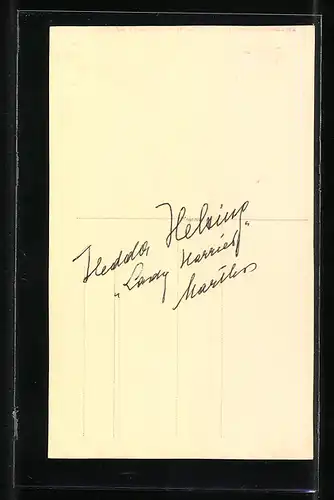 Hedda Helsing
„Lady Harriet"
Martha